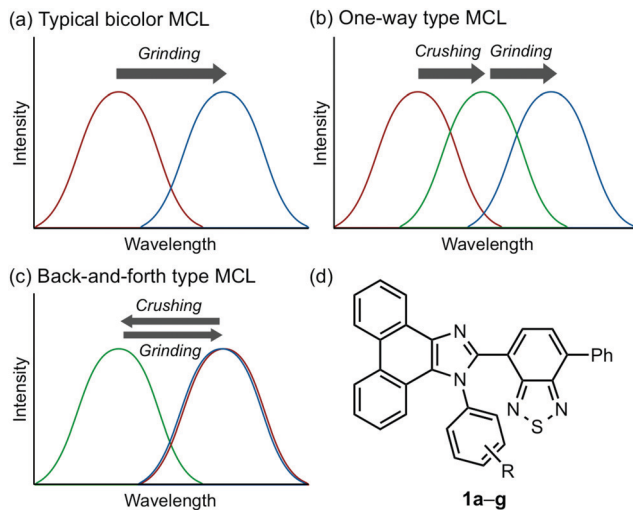 (a) Typical bicolor MCL
Grinding
Intensity
Wavelength
(b) One-way type MCL
Crushing
Grinding
Intensity
Wavelength
(c) Back-and-forth type MCL
Crushing
Grinding
Intensity
Wavelength
(d)
N
N
Ph
N
S
N
R
1a–g